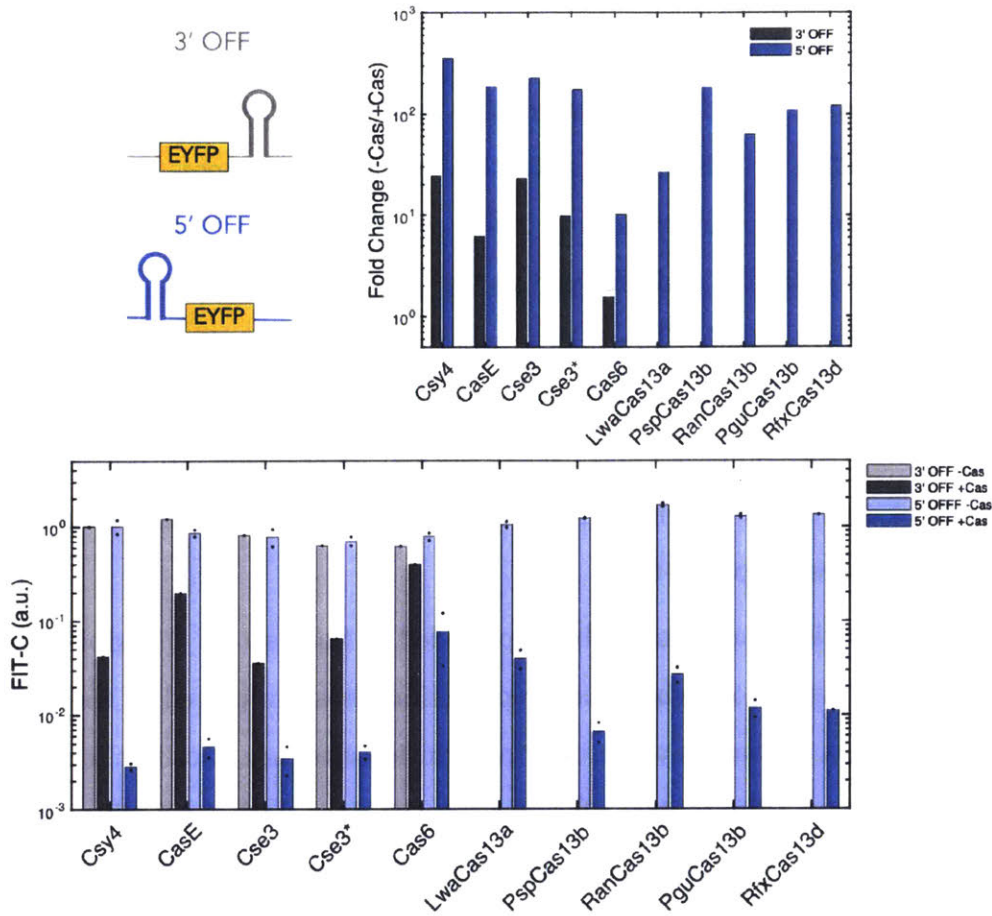 3' OFF
EYFP
5' OFF
EYFP
Fold Change (-Cas/+Cas)
10³
10²
10¹
10⁰
3' OFF
5' OFF
Csy4
CasE
Cse3
Cse3*
Cas6
LwaCas13a
PspCas13b
RanCas13b
PguCas13b
RfxCas13d
FIT-C (a.u.)
10⁰
10⁻¹
10⁻²
10⁻³
3' OFF -Cas
3' OFF +Cas
5' OFFF -Cas
5' OFF +Cas
Csy4
CasE
Cse3
Cse3*
Cas6
LwaCas13a
PspCas13b
RanCas13b
PguCas13b
RfxCas13d